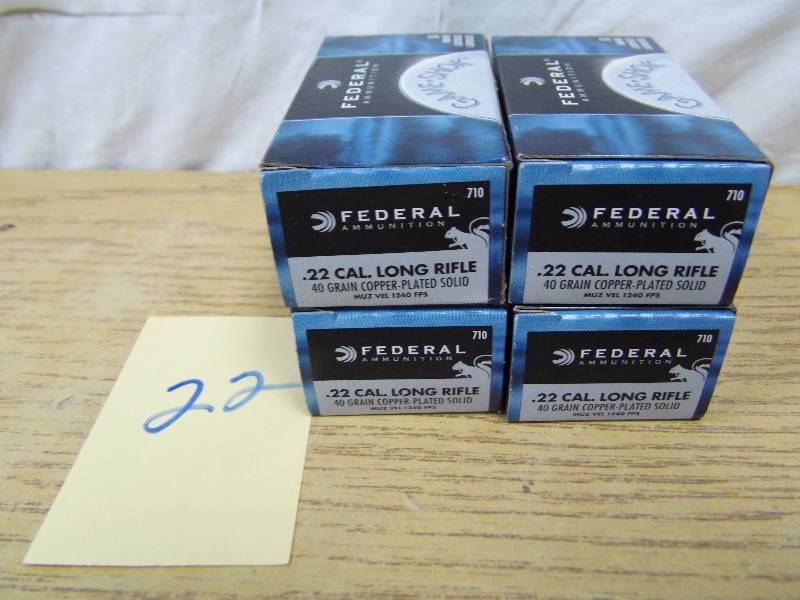 FEDERAL®
AMMUNITION
GAME-SHOK
FEDERAL®
AMMUNITION
GAME-SHOK
710
FEDERAL
AMMUNITION
.22 CAL. LONG RIFLE
40 GRAIN COPPER-PLATED SOLID
MUZ VEL 1240 FPS
710
FEDERAL
AMMUNITION
.22 CAL. LONG RIFLE
40 GRAIN COPPER-PLATED SOLID
MUZ VEL 1240 FPS
710
FEDERAL
AMMUNITION
.22 CAL. LONG RIFLE
40 GRAIN COPPER-PLATED SOLID
MUZ VEL 1240 FPS
710
FEDERAL
AMMUNITION
.22 CAL. LONG RIFLE
40 GRAIN COPPER-PLATED SOLID
MUZ VEL 1240 FPS
22